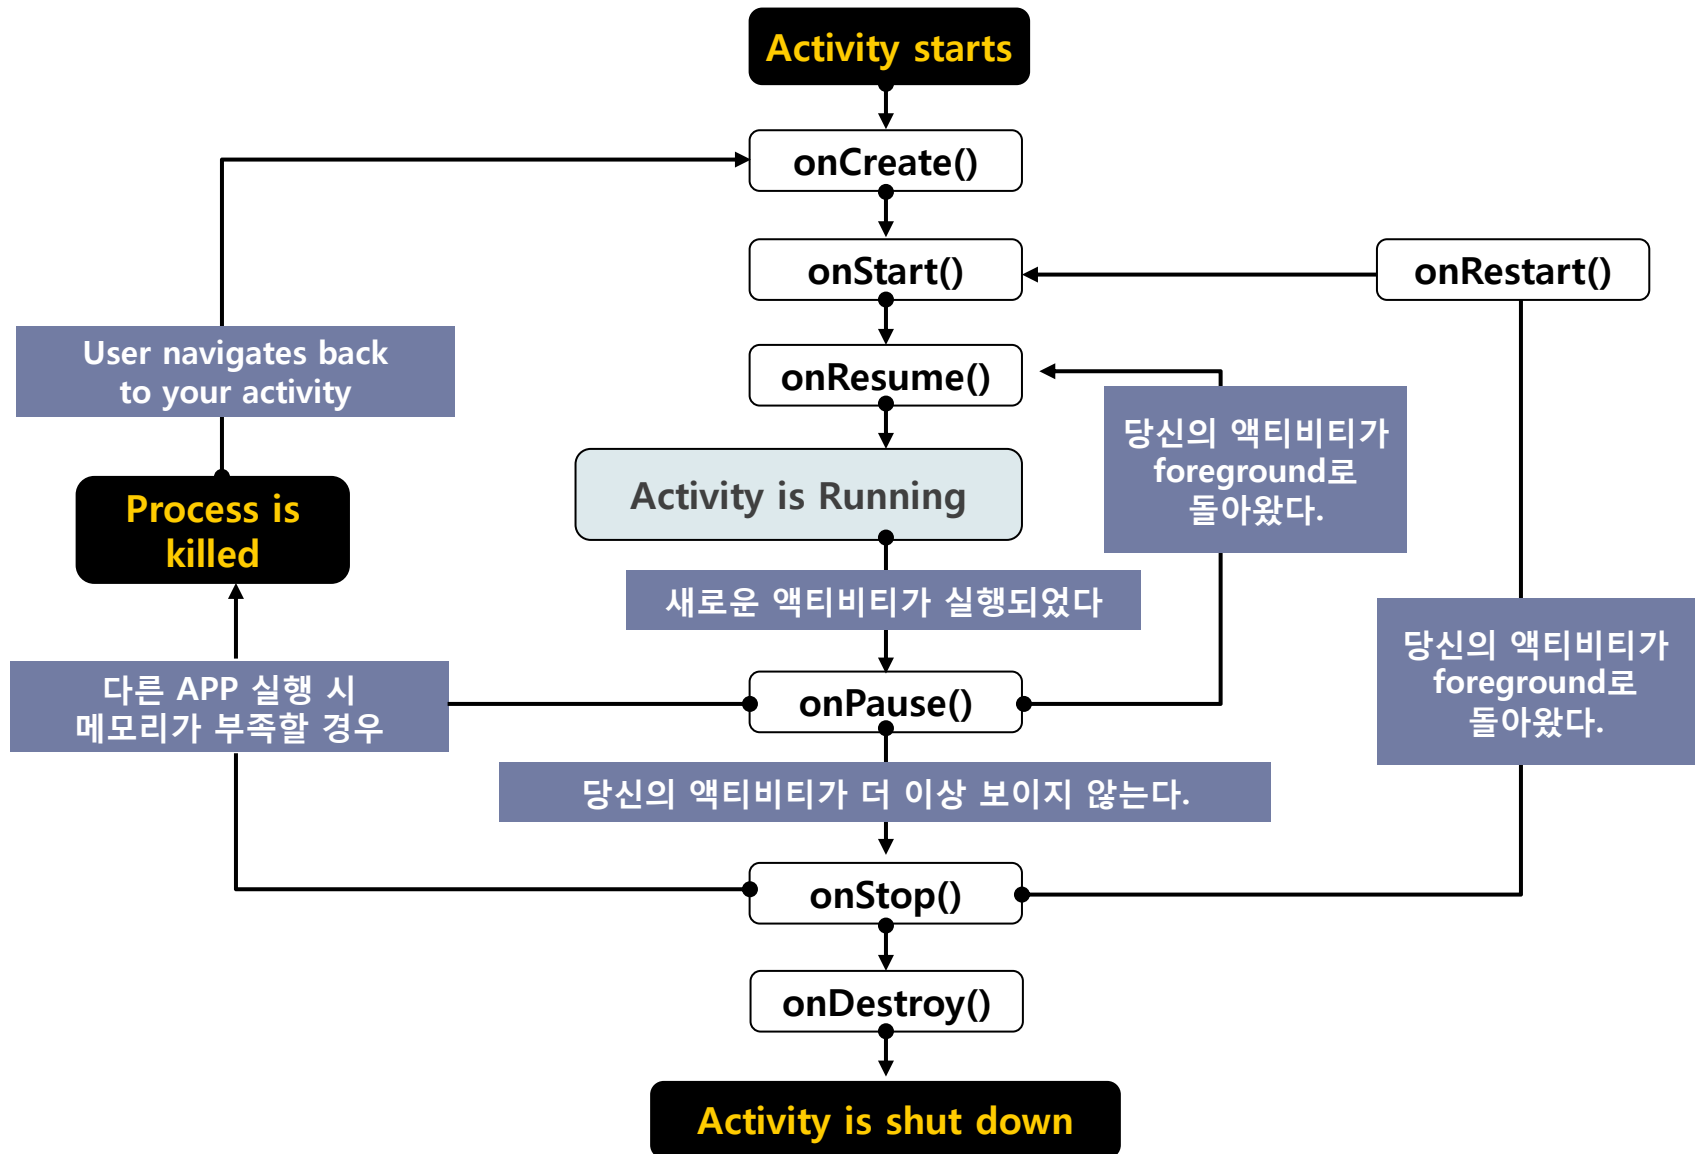 Activity starts
onCreate()
onStart()
onRestart()
User navigates back
to your activity
onResume()
당신의 액티비티가
foreground로
돌아왔다.
Activity is Running
Process is
killed
새로운 액티비티가 실행되었다
당신의 액티비티가
foreground로
돌아왔다.
다른 APP 실행 시
메모리가 부족할 경우
onPause()
당신의 액티비티가 더 이상 보이지 않는다.
onStop()
onDestroy()
Activity is shut down